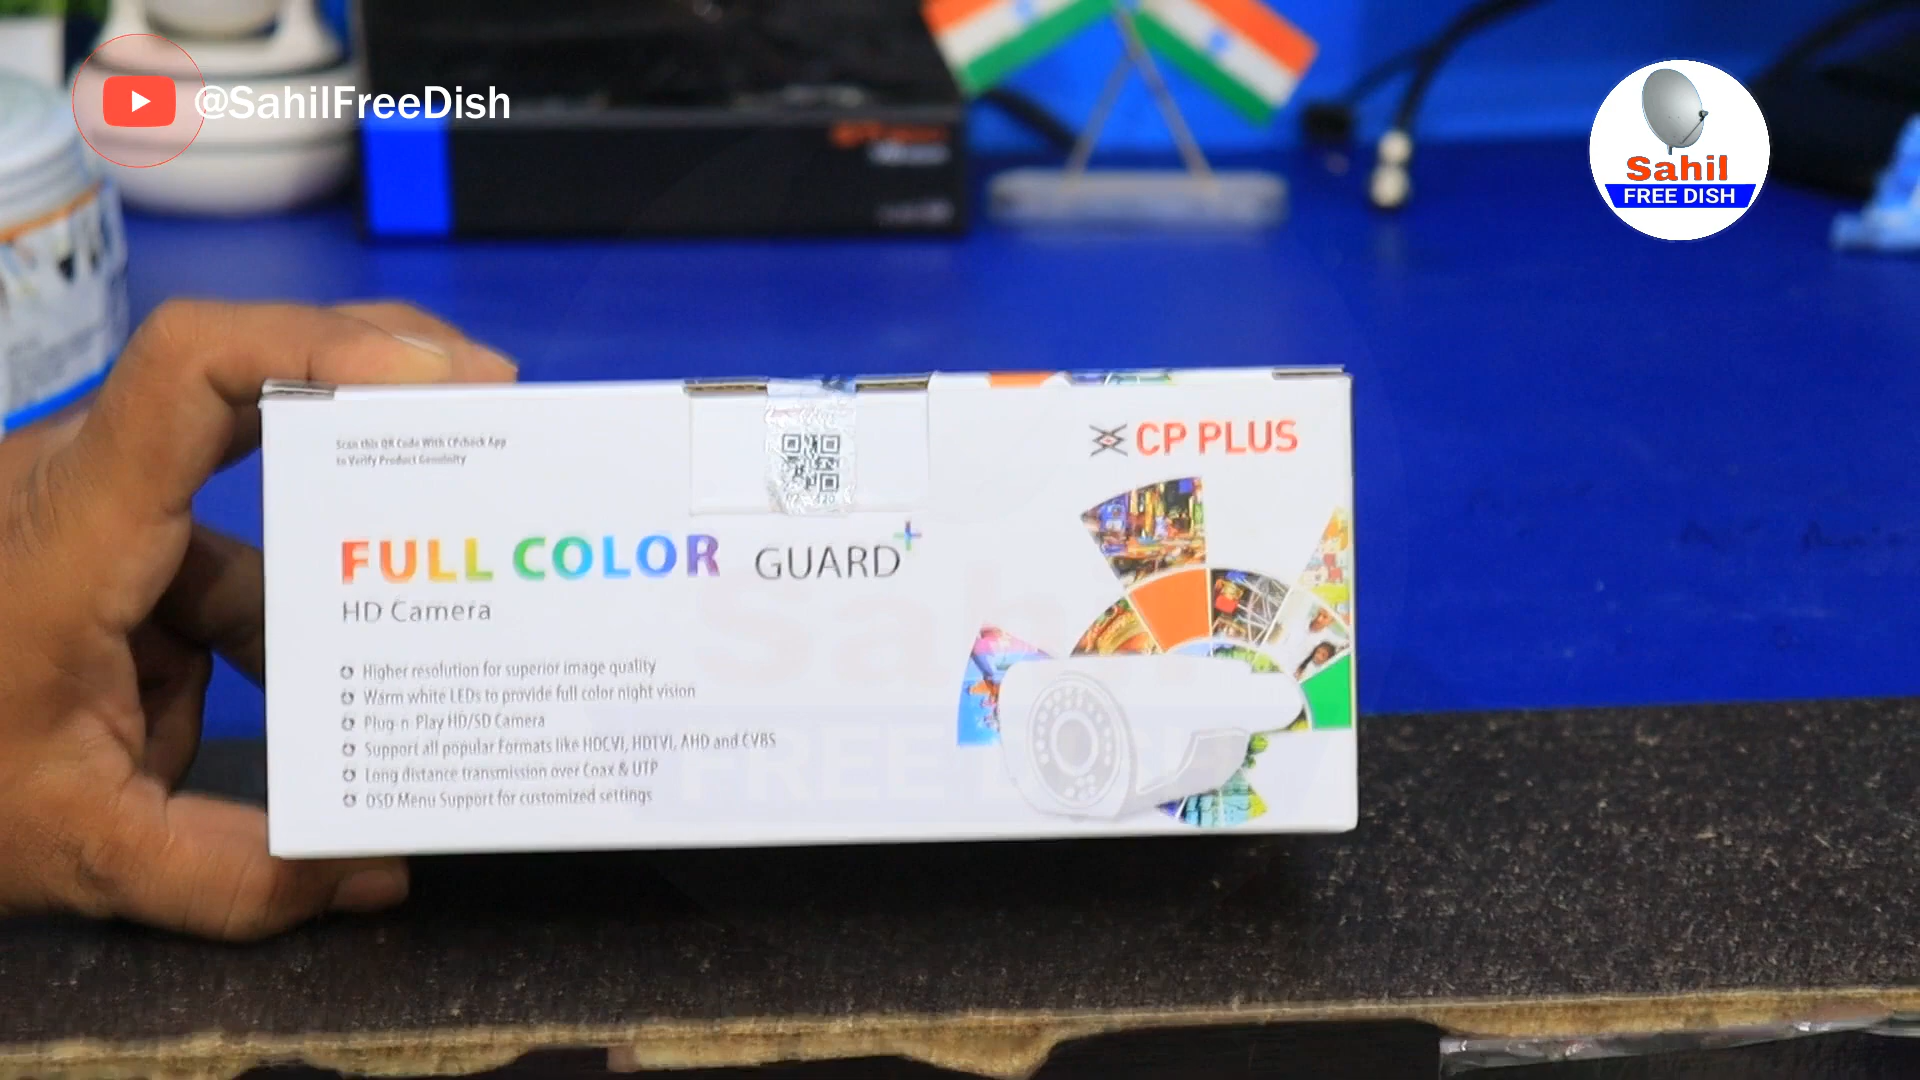 @SahilFreeDish
Sahil
FREE DISH
Scan this QR Code With CPcheck App
to Verify Product Genuinity
CP PLUS
FULL COLOR GUARD+
HD Camera
Higher resolution for superior image quality
Warm white LEDs to provide full color night vision
Plug-n-Play HD/SD Camera
Support all popular Formats like HDCVI, HDTVI, AHD and CVBS
Long distance transmission over Coax & UTP
OSD Menu Support for customized settings